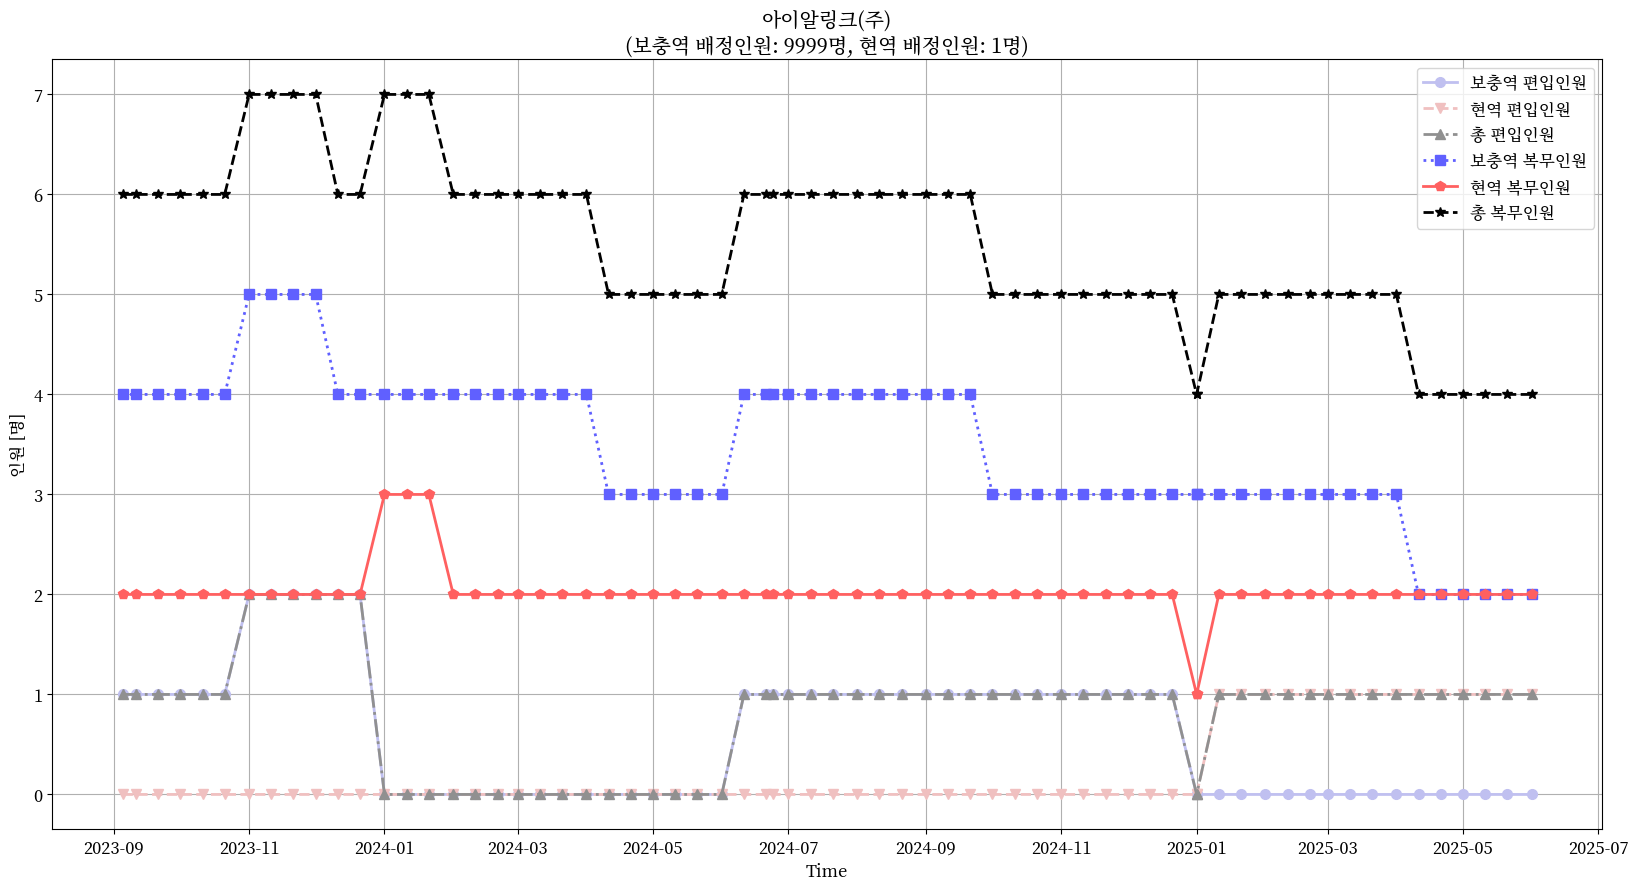 아이알링크(주)
(보충역 배정인원: 9999명, 현역 배정인원: 1명)
보충역 편입인원
현역 편입인원
총 편입인원
보충역 복무인원
현역 복무인원
총 복무인원
인원 [명]
7
6
5
4
3
2
1
0
2023-09 2023-11 2024-01 2024-03 2024-05 2024-07 2024-09 2024-11 2025-01 2025-03 2025-05 2025-07
Time